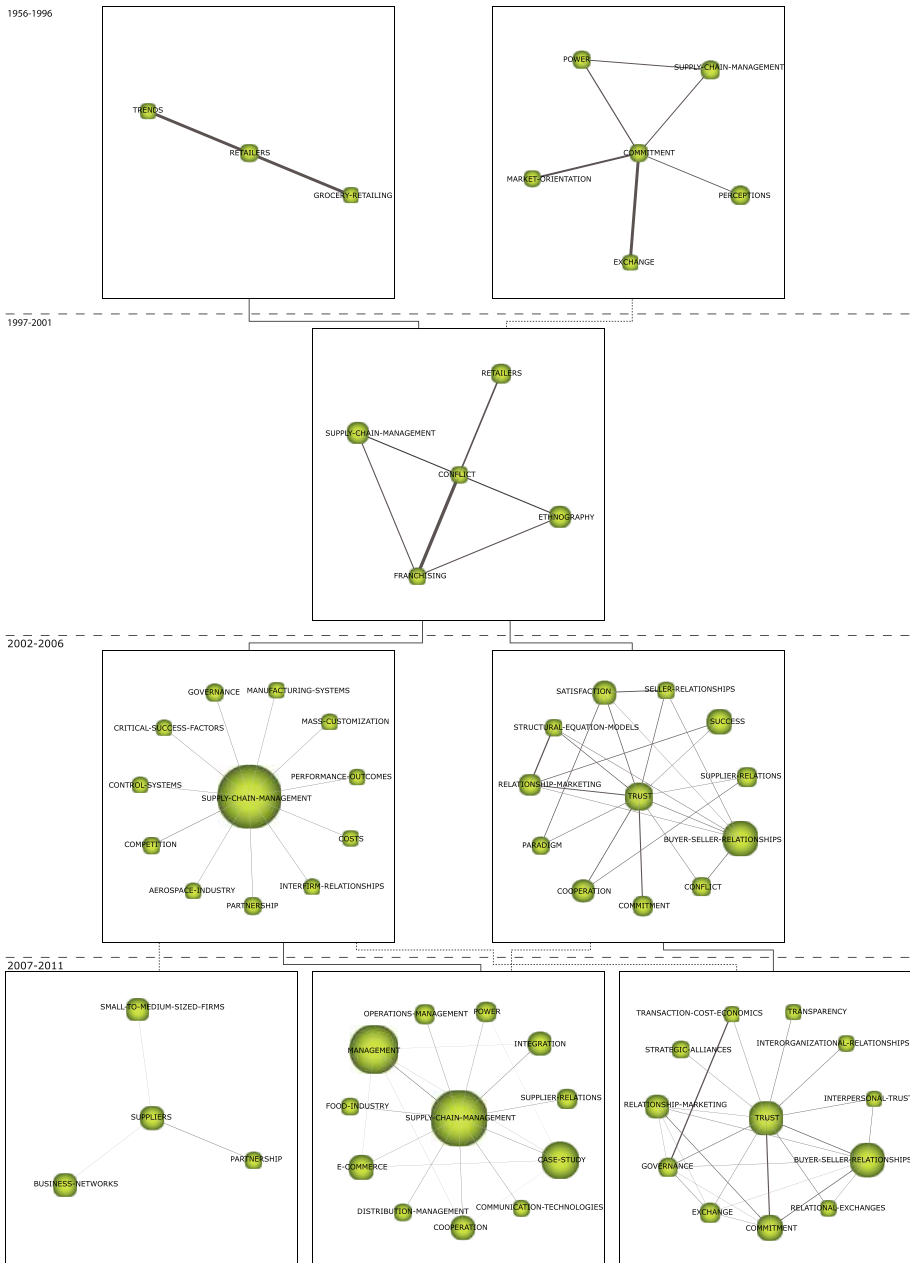 1956-1996
TRENDS
RETAILERS
GROCERY-RETAILING
POWER
SUPPLY-CHAIN-MANAGEMENT
COMMITMENT
MARKET-ORIENTATION
PERCEPTIONS
EXCHANGE
1997-2001
RETAILERS
SUPPLY-CHAIN-MANAGEMENT
CONFLICT
ETHNOGRAPHY
FRANCHISING
2002-2006
GOVERNANCE
MANUFACTURING-SYSTEMS
CRITICAL-SUCCESS-FACTORS
MASS-CUSTOMIZATION
CONTROL-SYSTEMS
PERFORMANCE-OUTCOMES
SUPPLY-CHAIN-MANAGEMENT
COMPETITION
COSTS
AEROSPACE-INDUSTRY
INTERFIRM-RELATIONSHIPS
PARTNERSHIP
SATISFACTION
SELLER-RELATIONSHIPS
STRUCTURAL-EQUATION-MODELS
SUCCESS
RELATIONSHIP-MARKETING
SUPPLIER-RELATIONS
TRUST
PARADIGM
BUYER-SELLER-RELATIONSHIPS
COOPERATION
CONFLICT
COMMITMENT
2007-2011
SMALL-TO-MEDIUM-SIZED-FIRMS
SUPPLIERS
PARTNERSHIP
BUSINESS-NETWORKS
OPERATIONS-MANAGEMENT
POWER
MANAGEMENT
INTEGRATION
FOOD-INDUSTRY
SUPPLIER-RELATIONS
SUPPLY-CHAIN-MANAGEMENT
E-COMMERCE
CASE-STUDY
DISTRIBUTION-MANAGEMENT
COMMUNICATION-TECHNOLOGIES
COOPERATION
TRANSACTION-COST-ECONOMICS
TRANSPARENCY
STRATEGIC-ALLIANCES
INTERORGANIZATIONAL-RELATIONSHIPS
RELATIONSHIP-MARKETING
INTERPERSONAL-TRUST
TRUST
GOVERNANCE
BUYER-SELLER-RELATIONSHIPS
EXCHANGE
RELATIONAL-EXCHANGES
COMMITMENT